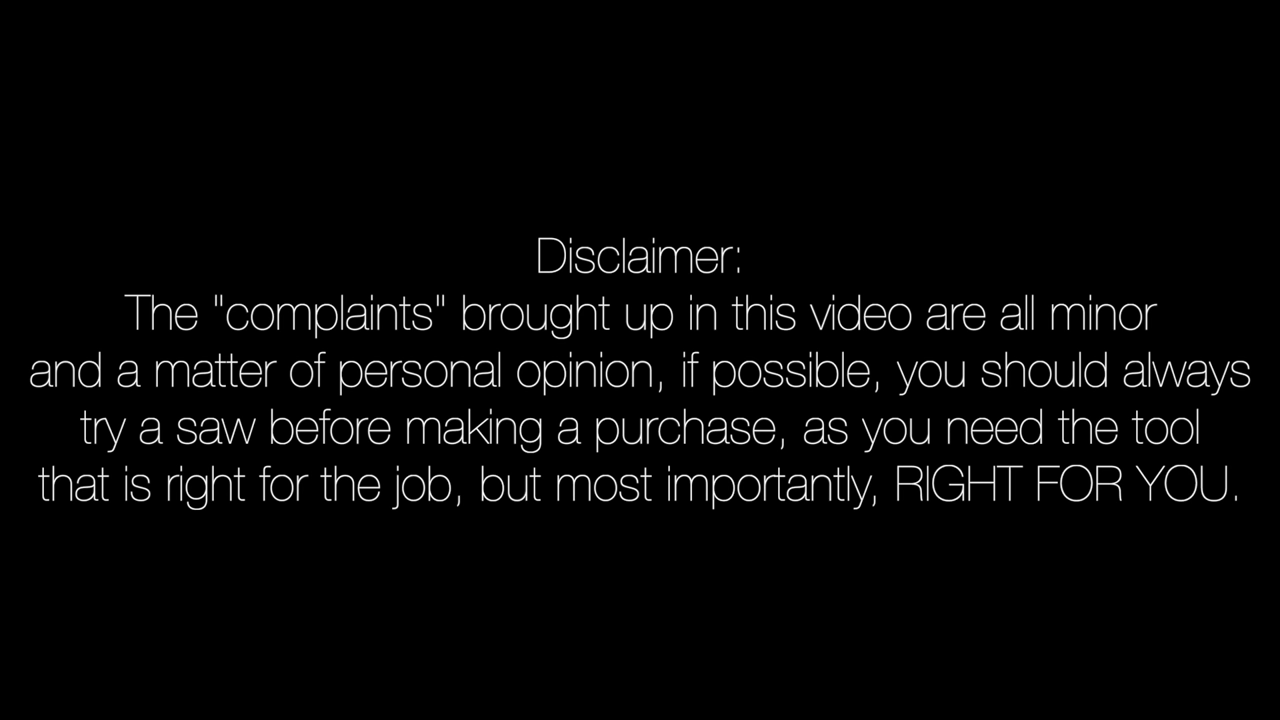 Disclaimer:
The "complaints" brought up in this video are all minor
and a matter of personal opinion, if possible, you should always
try a saw before making a purchase, as you need the tool
that is right for the job, but most importantly, RIGHT FOR YOU.